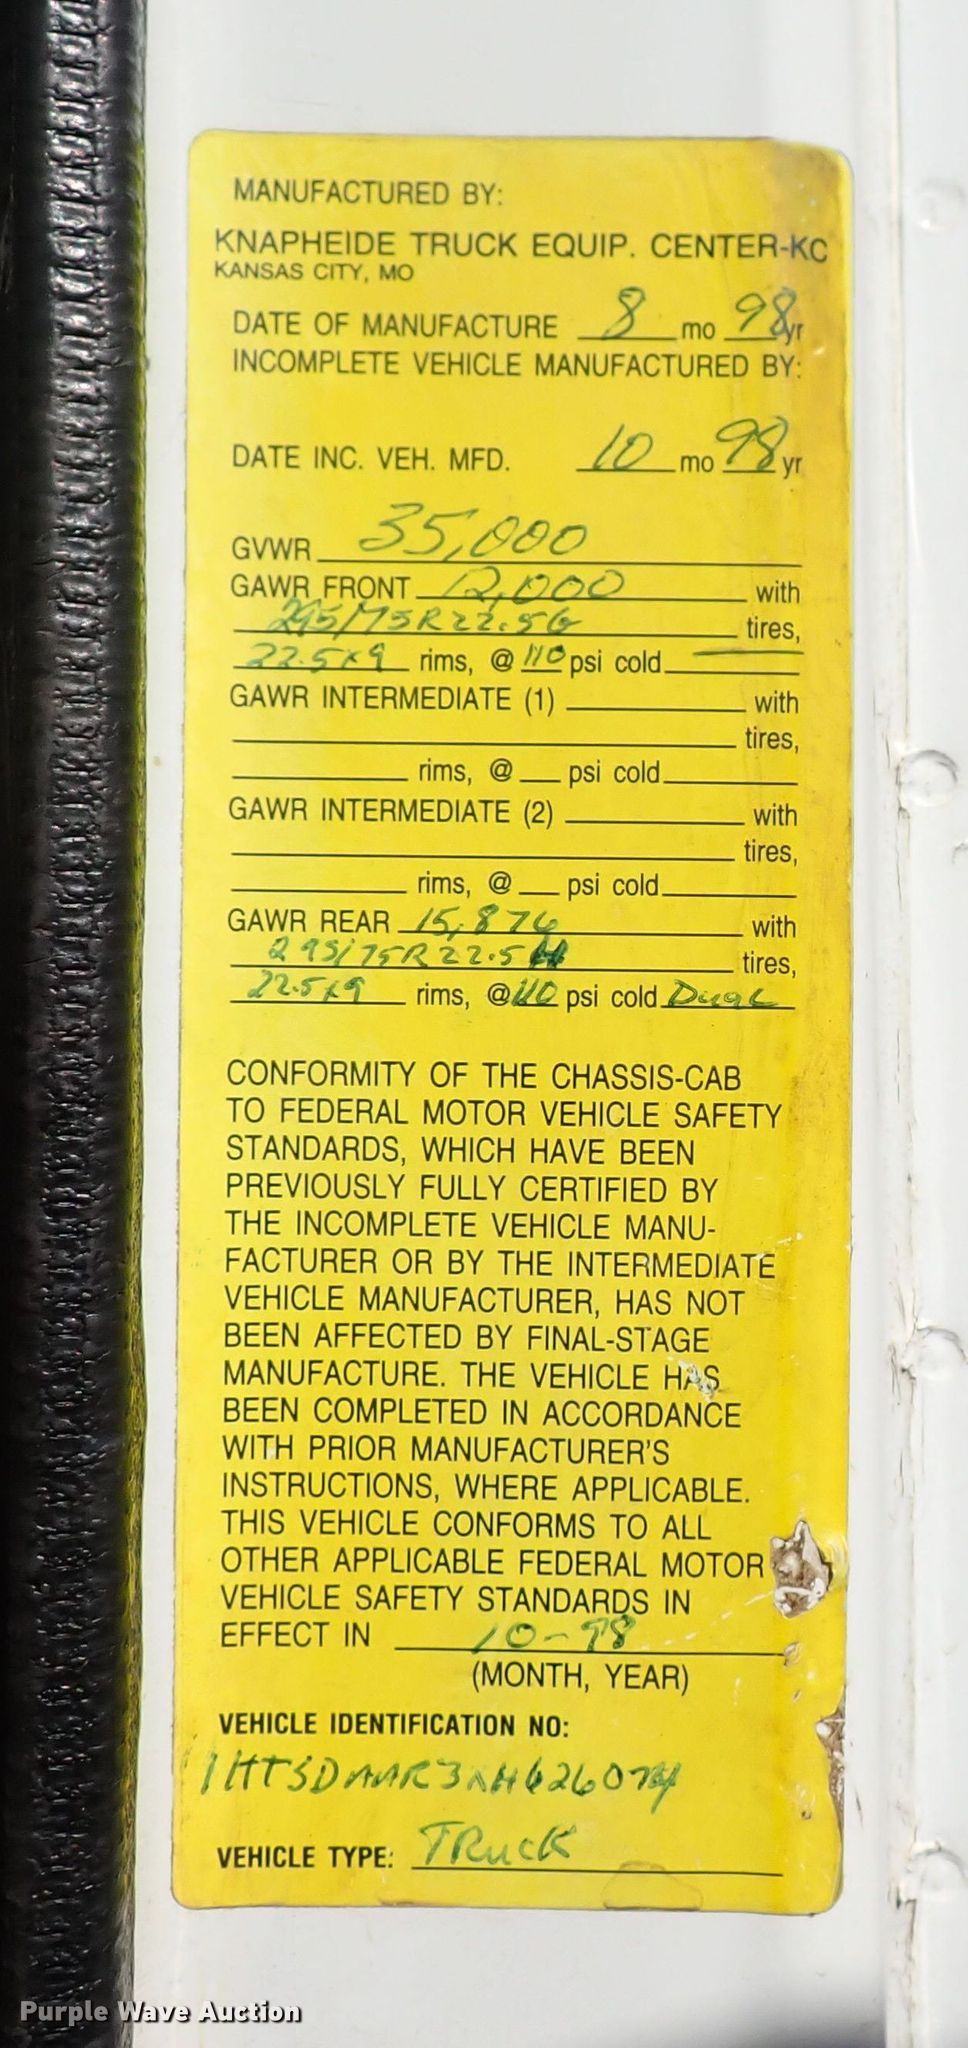 MANUFACTURED BY:
KNAPHEIDE TRUCK EQUIP. CENTER-KC
KANSAS CITY, MO
DATE OF MANUFACTURE 8 mo 98 yr
INCOMPLETE VEHICLE MANUFACTURED BY:
DATE INC. VEH. MFD. 10 mo 98 yr
GVWR 35,000
GAWR FRONT 12,000 with
295/75R22.5G tires,
22.5x9 rims, @ 110 psi cold
GAWR INTERMEDIATE (1) with
tires,
rims, @ psi cold
GAWR INTERMEDIATE (2) with
tires,
rims, @ psi cold
GAWR REAR with
295/75R22.5H tires,
22.5x9 rims, @ 110 psi cold Dual
CONFORMITY OF THE CHASSIS-CAB
TO FEDERAL MOTOR VEHICLE SAFETY
STANDARDS, WHICH HAVE BEEN
PREVIOUSLY FULLY CERTIFIED BY
THE INCOMPLETE VEHICLE MANU-
FACTURER OR BY THE INTERMEDIATE
VEHICLE MANUFACTURER, HAS NOT
BEEN AFFECTED BY FINAL-STAGE
MANUFACTURE. THE VEHICLE HAS
BEEN COMPLETED IN ACCORDANCE
WITH PRIOR MANUFACTURER'S
INSTRUCTIONS, WHERE APPLICABLE.
THIS VEHICLE CONFORMS TO ALL
OTHER APPLICABLE FEDERAL MOTOR
VEHICLE SAFETY STANDARDS IN
EFFECT IN 10-98
(MONTH, YEAR)
VEHICLE IDENTIFICATION NO:
VEHICLE TYPE: TRuck
Purple Wave Auction